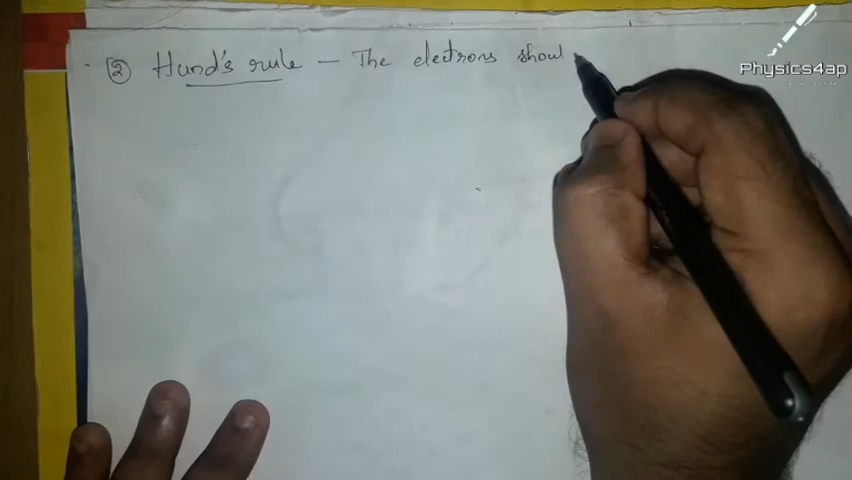 Physics4ap
② Hund's rule — The electrons shoul